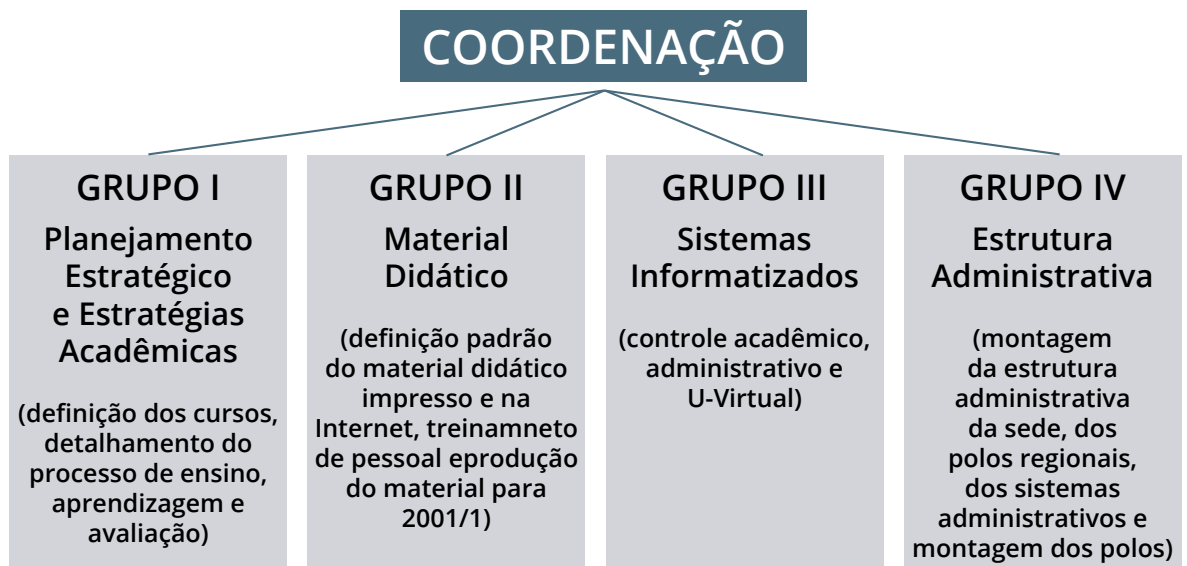 COORDENAÇÃO
GRUPO I
Planejamento
Estratégico
e Estratégias
Acadêmicas
(definição dos cursos,
detalhamento do
processo de ensino,
aprendizagem e
avaliação)
GRUPO II
Material
Didático
(definição padrão
do material didático
impresso e na
Internet, treinamneto
de pessoal eprodução
do material para
2001/1)
GRUPO III
Sistemas
Informatizados
(controle acadêmico,
administrativo e
U-Virtual)
GRUPO IV
Estrutura
Administrativa
(montagem
da estrutura
administrativa
da sede, dos
polos regionais,
dos sistemas
administrativos e
montagem dos polos)